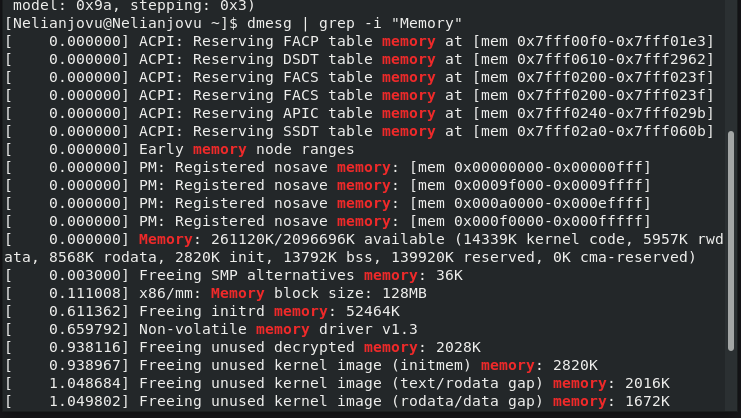 model: 0x9a, stepping: 0x3)
[Nelianjovu@Nelianjovu ~]$ dmesg | grep -i "Memory"
[    0.000000] ACPI: Reserving FACP table memory at [mem 0x7fff00f0-0x7fff01e3]
[    0.000000] ACPI: Reserving DSDT table memory at [mem 0x7fff0610-0x7fff2962]
[    0.000000] ACPI: Reserving FACS table memory at [mem 0x7fff0200-0x7fff023f]
[    0.000000] ACPI: Reserving FACS table memory at [mem 0x7fff0200-0x7fff023f]
[    0.000000] ACPI: Reserving APIC table memory at [mem 0x7fff0240-0x7fff029b]
[    0.000000] ACPI: Reserving SSDT table memory at [mem 0x7fff02a0-0x7fff060b]
[    0.000000] Early memory node ranges
[    0.000000] PM: Registered nosave memory: [mem 0x00000000-0x00000fff]
[    0.000000] PM: Registered nosave memory: [mem 0x0009f000-0x0009ffff]
[    0.000000] PM: Registered nosave memory: [mem 0x000a0000-0x000effff]
[    0.000000] PM: Registered nosave memory: [mem 0x000f0000-0x000fffff]
[    0.000000] Memory: 261120K/2096696K available (14339K kernel code, 5957K rwd
ata, 8568K rodata, 2820K init, 13792K bss, 139920K reserved, 0K cma-reserved)
[    0.003000] Freeing SMP alternatives memory: 36K
[    0.111008] x86/mm: Memory block size: 128MB
[    0.611362] Freeing initrd memory: 52464K
[    0.659792] Non-volatile memory driver v1.3
[    0.938116] Freeing unused decrypted memory: 2028K
[    0.938967] Freeing unused kernel image (initmem) memory: 2820K
[    1.048684] Freeing unused kernel image (text/rodata gap) memory: 2016K
[    1.049802] Freeing unused kernel image (rodata/data gap) memory: 1672K